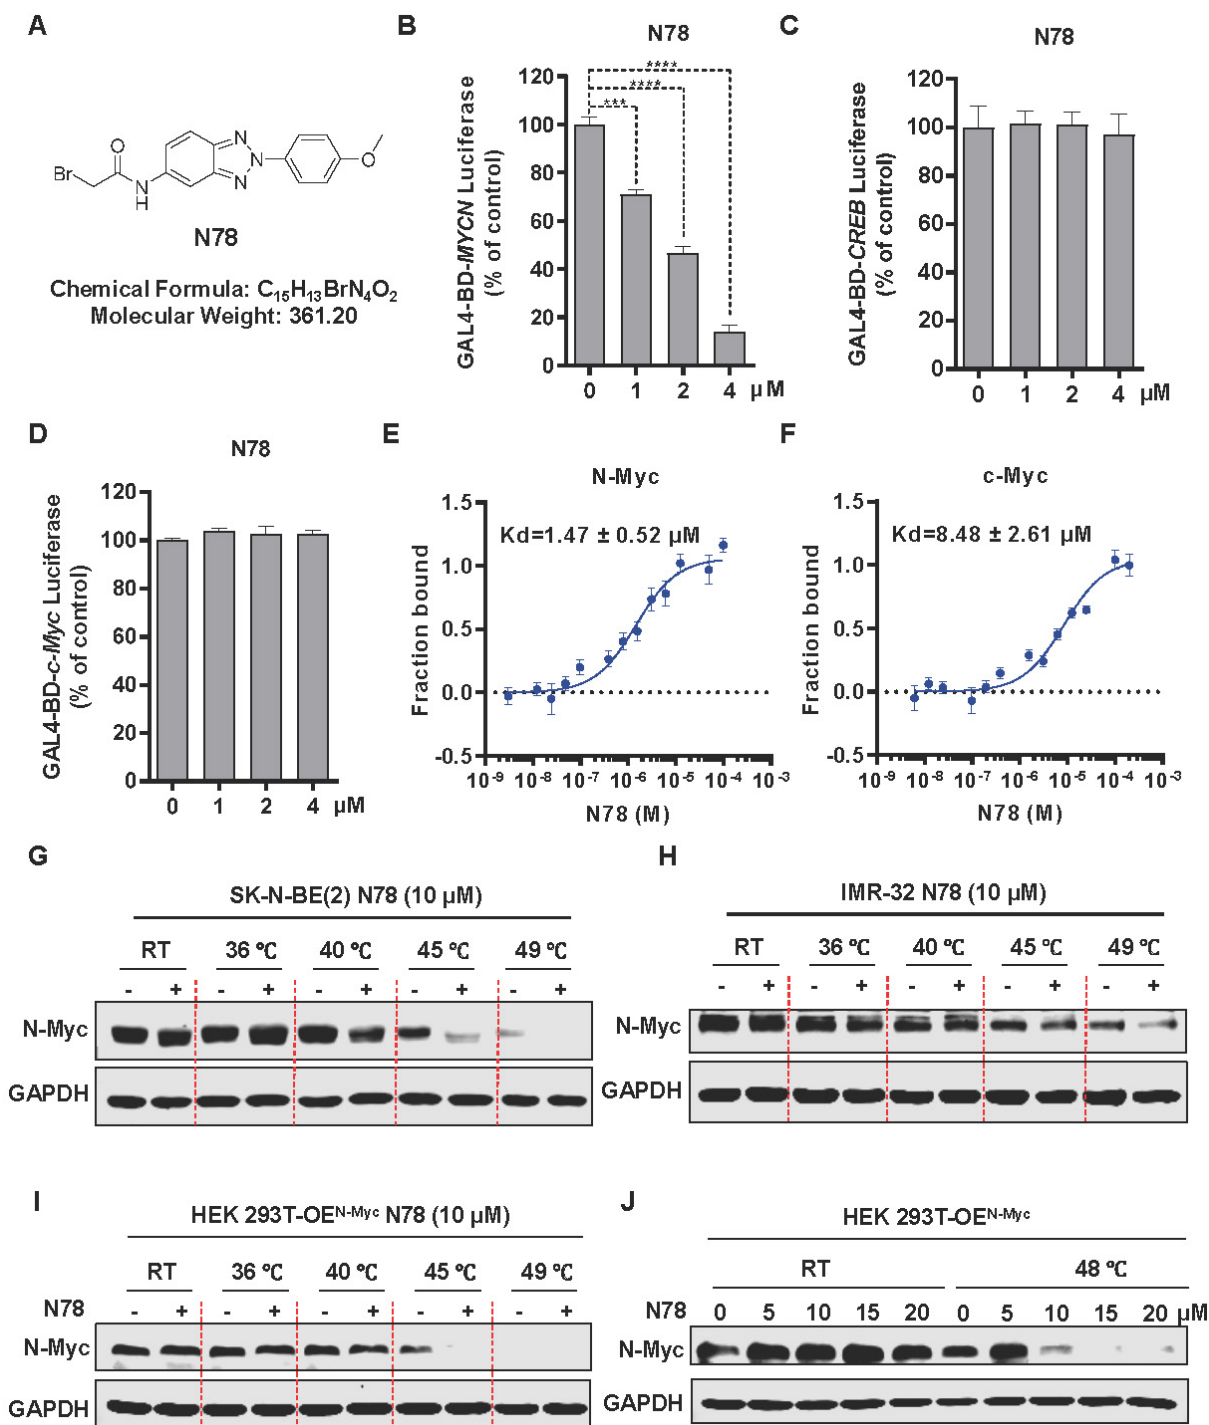 A
O
Br
N
H
N
N
N
O
N78
Chemical Formula: C₁₅H₁₃BrN₄O₂
Molecular Weight: 361.20
B
N78
GAL4-BD-MYCN Luciferase
(% of control)
120
100
80
60
40
20
0
****
****
***
0 1 2 4 μM
C
N78
GAL4-BD-CREB Luciferase
(% of control)
120
100
80
60
40
20
0
0 1 2 4 μM
D
N78
GAL4-BD-c-Myc Luciferase
(% of control)
120
100
80
60
40
20
0
0 1 2 4 μM
E
N-Myc
Kd=1.47 ± 0.52 μM
Fraction bound
1.5
1.0
0.5
0.0
-0.5
10⁻⁹ 10⁻⁸ 10⁻⁷ 10⁻⁶ 10⁻⁵ 10⁻⁴ 10⁻³
N78 (M)
F
c-Myc
Kd=8.48 ± 2.61 μM
Fraction bound
1.5
1.0
0.5
0.0
-0.5
10⁻⁹ 10⁻⁸ 10⁻⁷ 10⁻⁶ 10⁻⁵ 10⁻⁴ 10⁻³
N78 (M)
G
SK-N-BE(2) N78 (10 μM)
RT 36 ℃ 40 ℃ 45 ℃ 49 ℃
- + - + - + - + - +
N-Myc
GAPDH
H
IMR-32 N78 (10 μM)
RT 36 ℃ 40 ℃ 45 ℃ 49 ℃
- + - + - + - + - +
N-Myc
GAPDH
I
HEK 293T-OEᴺ⁻ᴹʸᶜ N78 (10 μM)
RT 36 ℃ 40 ℃ 45 ℃ 49 ℃
N78 - + - + - + - + - +
N-Myc
GAPDH
J
HEK 293T-OEᴺ⁻ᴹʸᶜ
RT 48 ℃
N78 0 5 10 15 20 0 5 10 15 20 μM
N-Myc
GAPDH